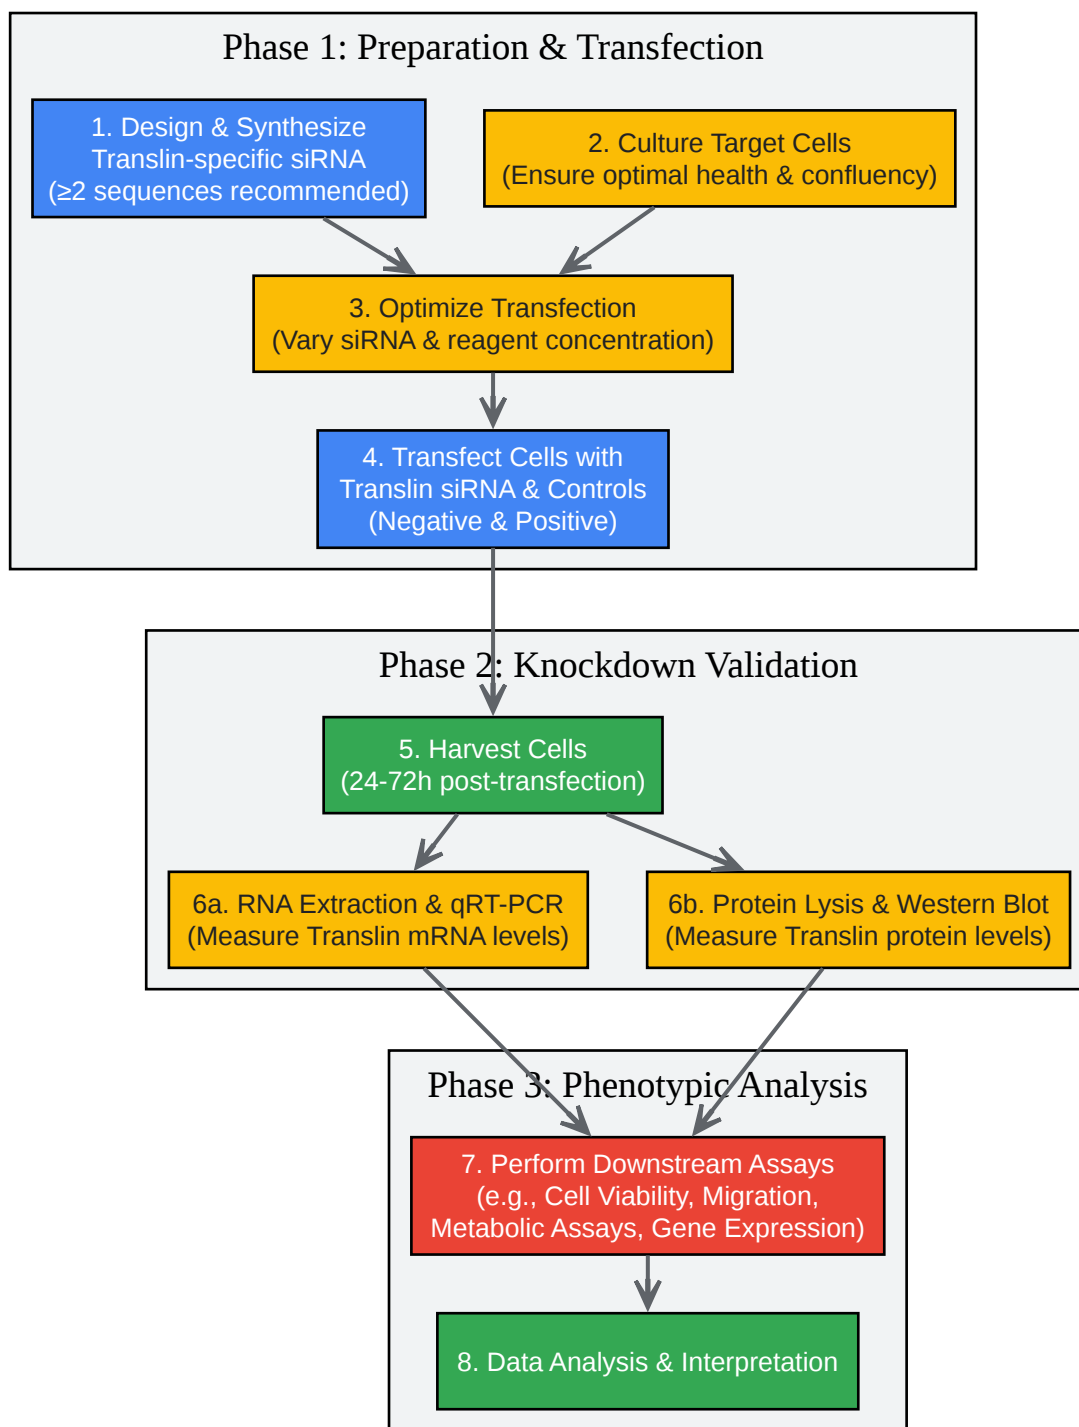 Phase 1: Preparation & Transfection
1. Design & Synthesize
Translin-specific siRNA
(≥2 sequences recommended)
2. Culture Target Cells
(Ensure optimal health & confluency)
3. Optimize Transfection
(Vary siRNA & reagent concentration)
4. Transfect Cells with
Translin siRNA & Controls
(Negative & Positive)
Phase 2: Knockdown Validation
5. Harvest Cells
(24-72h post-transfection)
6a. RNA Extraction & qRT-PCR
(Measure Translin mRNA levels)
6b. Protein Lysis & Western Blot
(Measure Translin protein levels)
Phase 3: Phenotypic Analysis
7. Perform Downstream Assays
(e.g., Cell Viability, Migration,
Metabolic Assays, Gene Expression)
8. Data Analysis & Interpretation